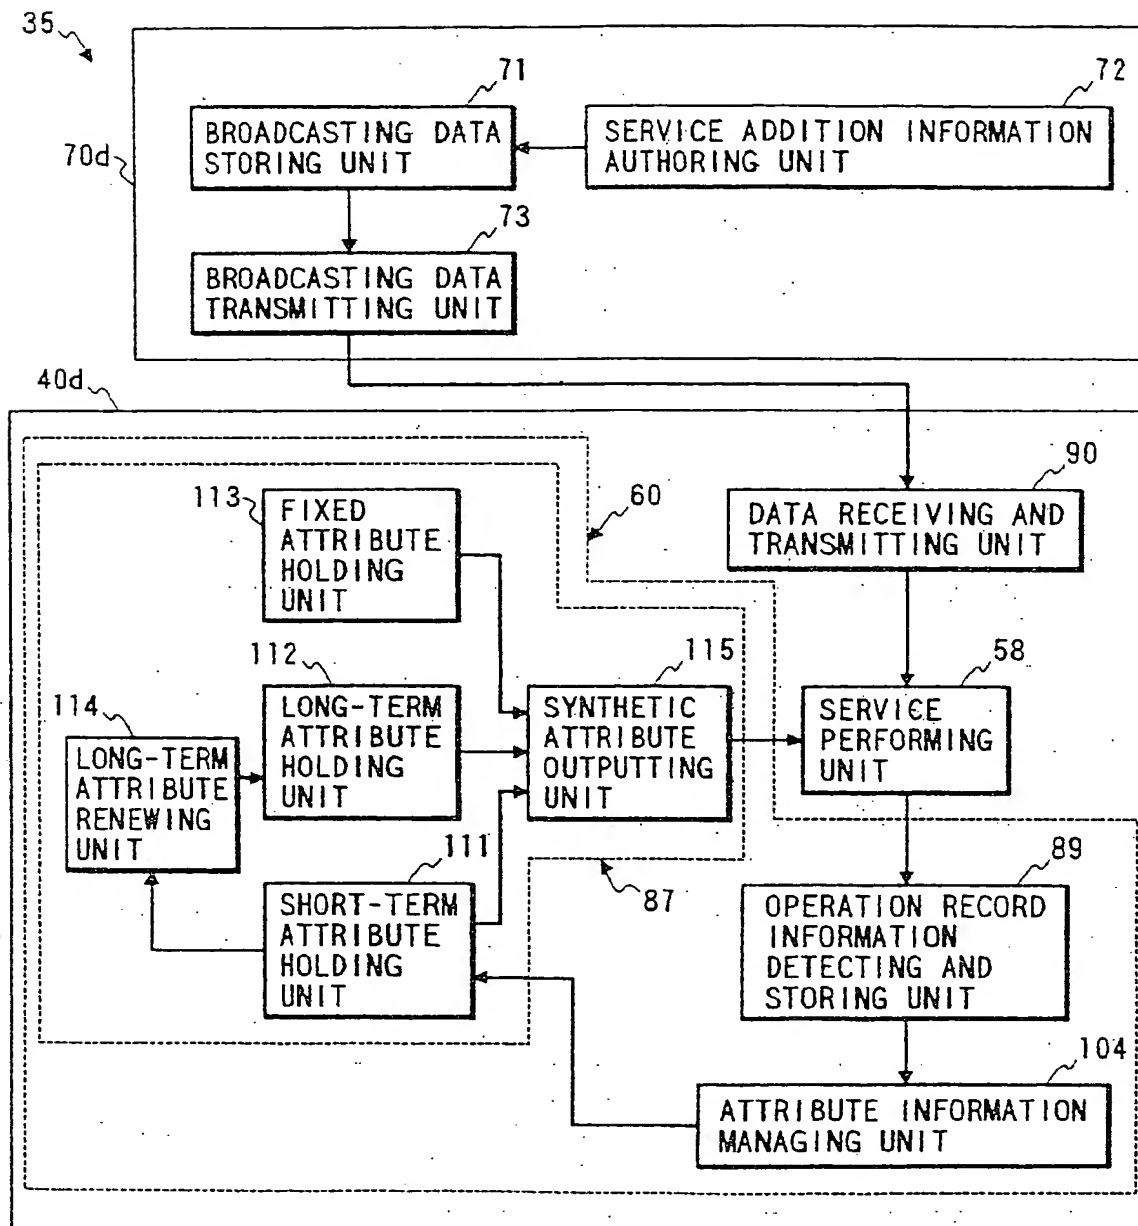 35
71
72
BROADCASTING DATA
STORING UNIT
SERVICE ADDITION INFORMATION
AUTHORING UNIT
70d
73
BROADCASTING DATA
TRANSMITTING UNIT
40d
90
113
FIXED
ATTRIBUTE
HOLDING
UNIT
60
DATA RECEIVING AND
TRANSMITTING UNIT
112
115
58
114
LONG-TERM
ATTRIBUTE
HOLDING
UNIT
SYNTHETIC
ATTRIBUTE
OUTPUTTING
UNIT
SERVICE
PERFORMING
UNIT
LONG-TERM
ATTRIBUTE
RENEWING
UNIT
111
89
87
SHORT-TERM
ATTRIBUTE
HOLDING
UNIT
OPERATION RECORD
INFORMATION
DETECTING AND
STORING UNIT
104
ATTRIBUTE INFORMATION
MANAGING UNIT